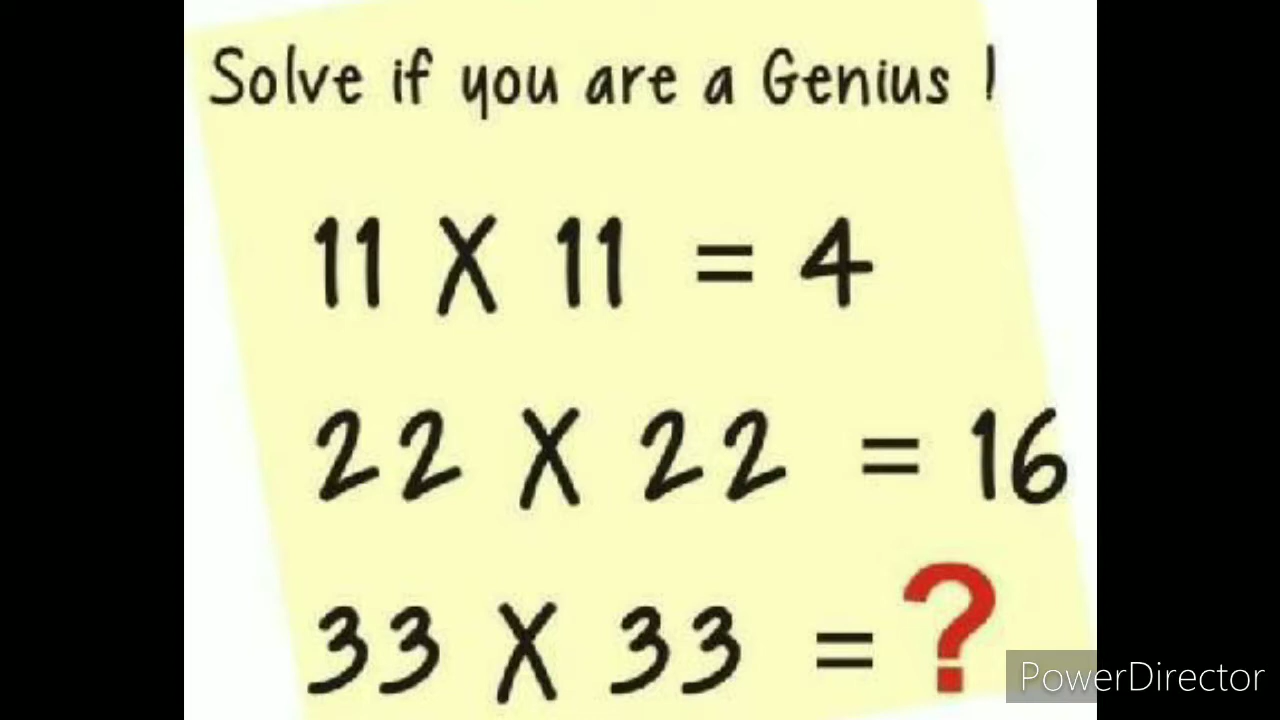 Solve if you are a Genius !
11 X 11 = 4
22 X 22 = 16
33 X 33 = ?
PowerDirector